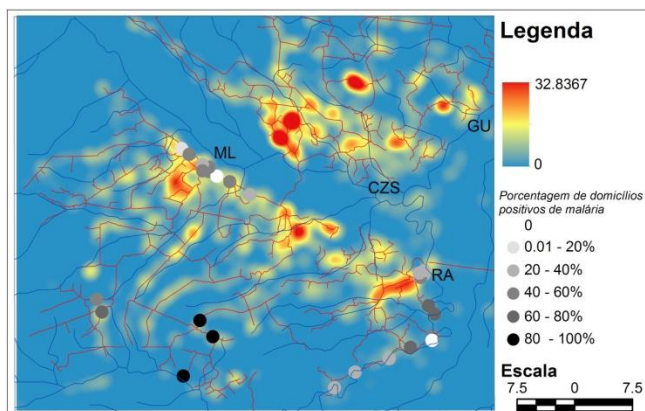 Legenda
32.8367
0
GU
ML
CZS
RA
Porcentagem de domicílios
positivos de malária
0
0.01 - 20%
20 - 40%
40 - 60%
60 - 80%
80 - 100%
Escala
7.5 0 7.5